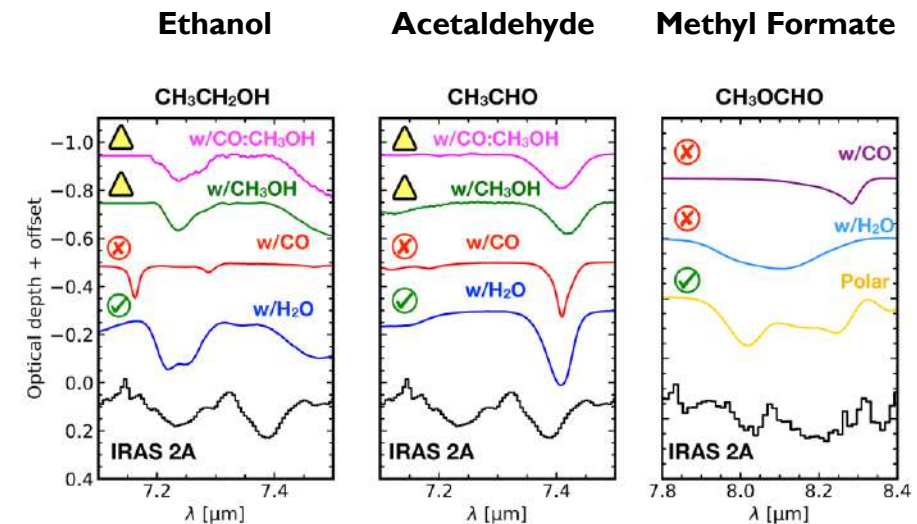 Ethanol
Acetaldehyde
Methyl Formate
CH₃CH₂OH
CH₃CHO
CH₃OCHO
Optical depth + offset
−1.0
−0.8
−0.6
−0.4
−0.2
0.0
0.2
0.4
w/CO:CH₃OH
w/CH₃OH
w/CO
w/H₂O
IRAS 2A
7.2
7.4
λ [μm]
w/CO:CH₃OH
w/CH₃OH
w/CO
w/H₂O
IRAS 2A
7.2
7.4
λ [μm]
w/CO
w/H₂O
Polar
IRAS 2A
7.8
8.0
8.2
8.4
λ [μm]